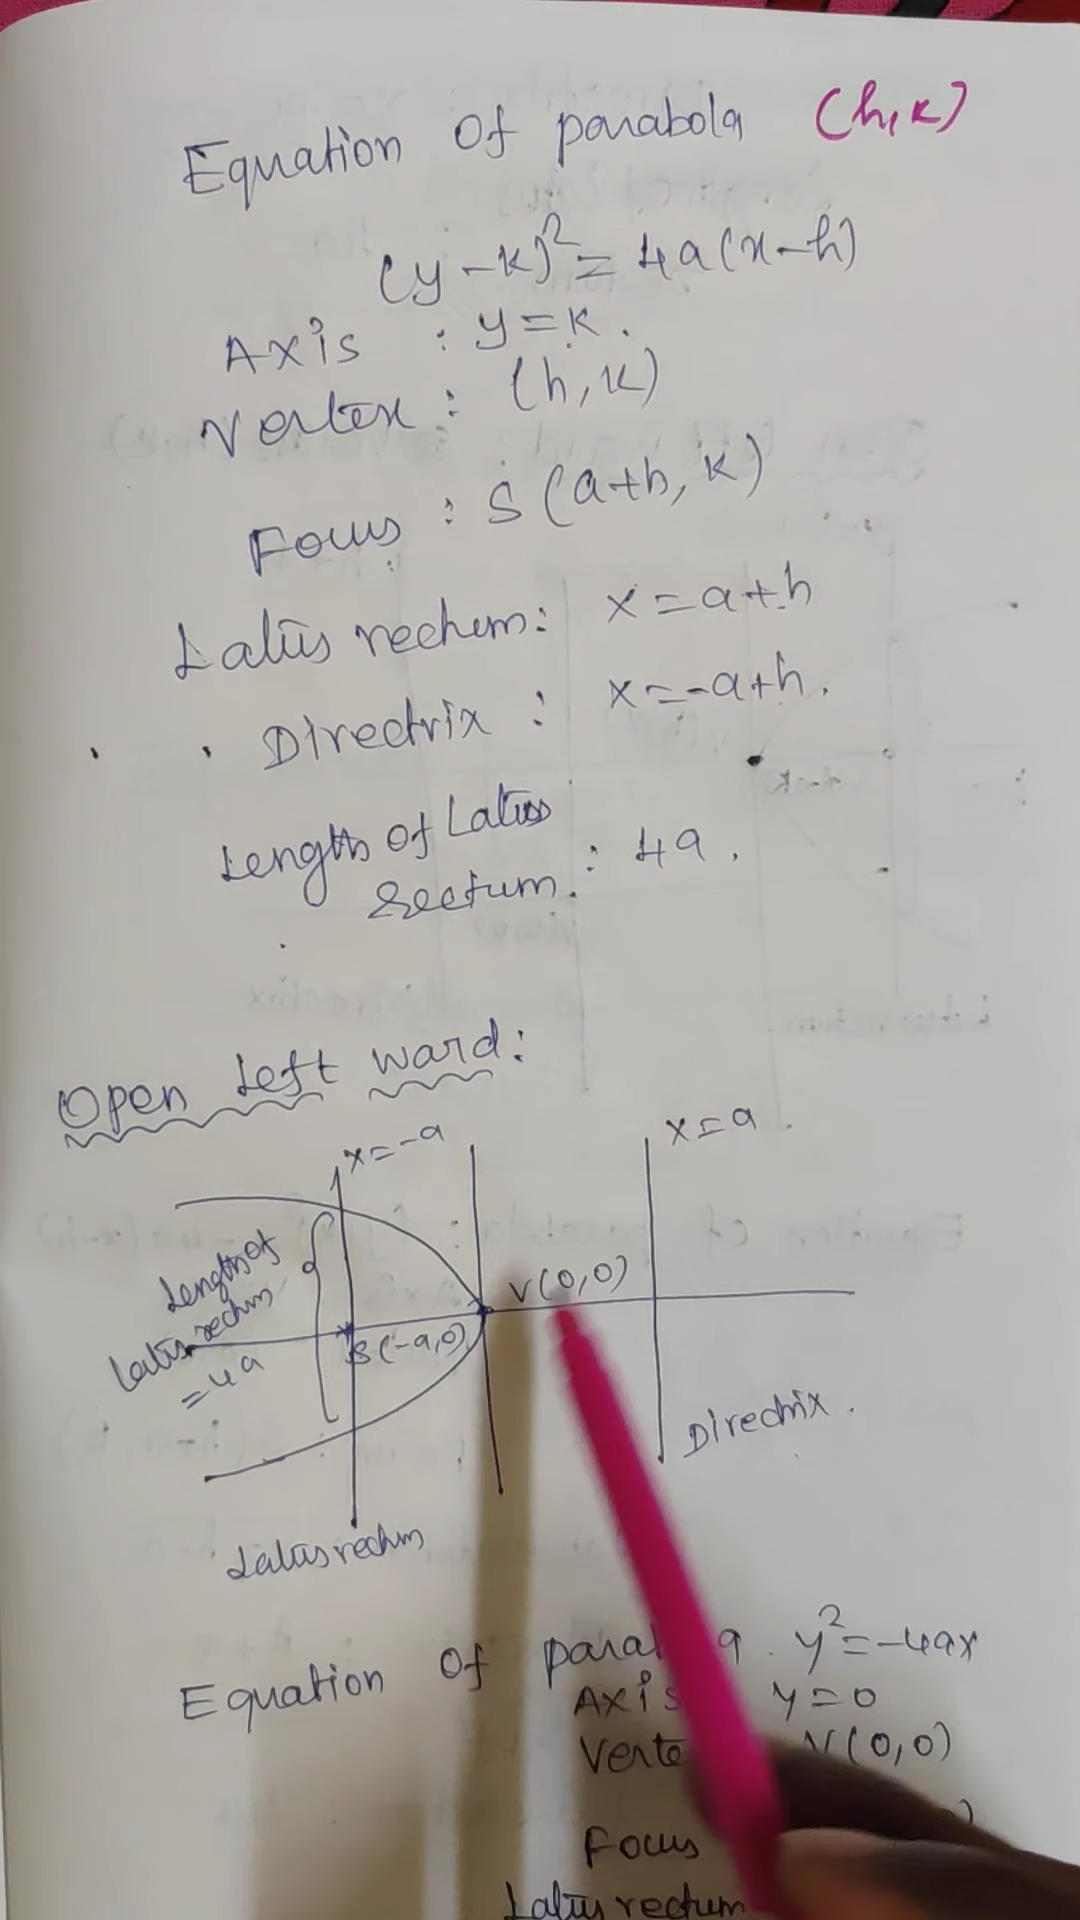 Equation Of parabola (h,k)
(y-k)²= 4a(x-h)
Axis : y=k.
Vertex : (h,k)
Focus : S(a+h, k)
Latus rectum: x=a+h
Directrix : x=-a+h.
Length of Latus
rectum : 4a.
Open Left ward:
x=-a
x=a
Length of
latus rectum
=4a
V(0,0)
S(-a,0)
Directrix.
Latus rectum
Equation Of y²=-4ax
Axis y=0
V(0,0)
Focus
Latus rectum